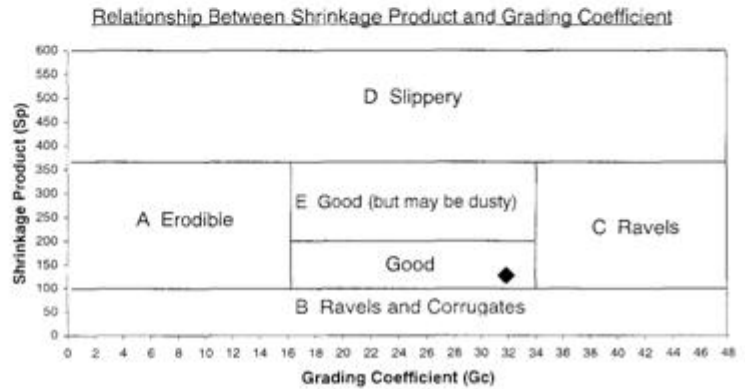 Relationship Between Shrinkage Product and Grading Coefficient
Shrinkage Product (Sp)
600
550
500
450
400
350
300
250
200
150
100
50
0
D Slippery
A Erodible
E Good (but may be dusty)
C Ravels
Good
B Ravels and Corrugates
0 2 4 6 8 10 12 14 16 18 20 22 24 26 28 30 32 34 36 38 40 42 44 46 48
Grading Coefficient (Gc)